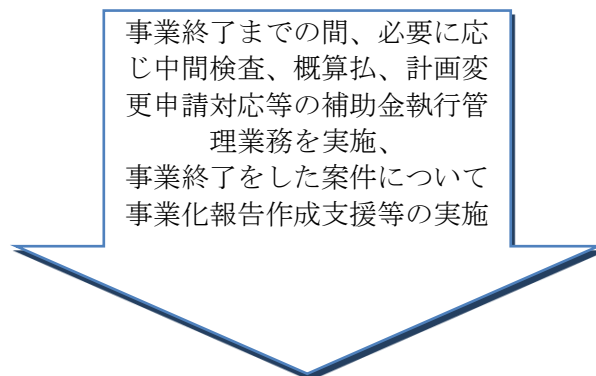 事業終了までの間、必要に応
じ中間検査、概算払、計画変
更申請対応等の補助金執行管
理業務を実施、
事業終了をした案件について
事業化報告作成支援等の実施